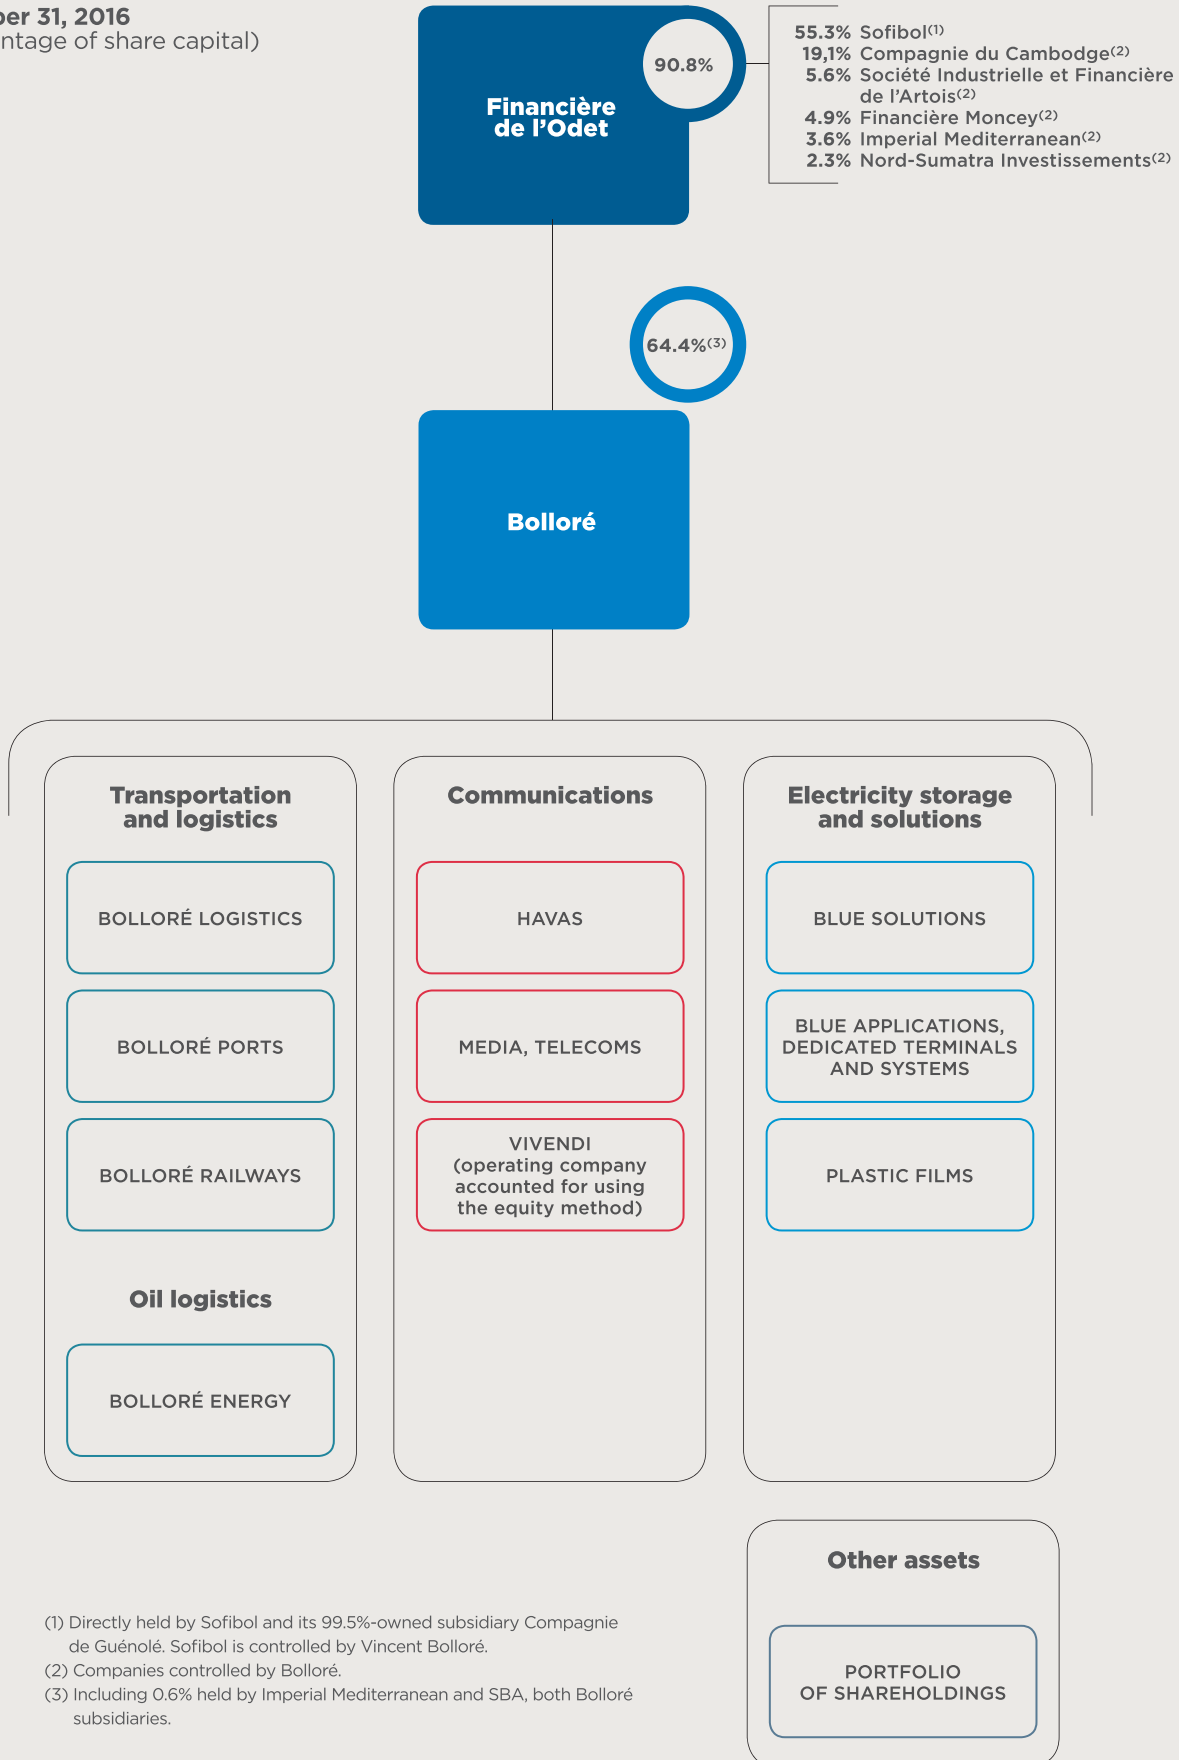 31, 2016
of share capital)
90.8%
Financière
de l'Odet
55.3% Sofibol(1)
19,1% Compagnie du Cambodge(2)
5.6% Société Industrielle et Financière
de l'Artois(2)
4.9% Financière Moncey(2)
3.6% Imperial Mediterranean(2)
2.3% Nord-Sumatra Investissements(2)
64.4%(3)
Bolloré
Transportation
and logistics
BOLLORÉ LOGISTICS
BOLLORÉ PORTS
BOLLORÉ RAILWAYS
Oil logistics
BOLLORÉ ENERGY
Communications
HAVAS
MEDIA, TELECOMS
VIVENDI
(operating company
accounted for using
the equity method)
Electricity storage
and solutions
BLUE SOLUTIONS
BLUE APPLICATIONS,
DEDICATED TERMINALS
AND SYSTEMS
PLASTIC FILMS
Other assets
PORTFOLIO
OF SHAREHOLDINGS
(1) Directly held by Sofibol and its 99.5%-owned subsidiary Compagnie
de Guénolé. Sofibol is controlled by Vincent Bolloré.
(2) Companies controlled by Bolloré.
(3) Including 0.6% held by Imperial Mediterranean and SBA, both Bolloré
subsidiaries.